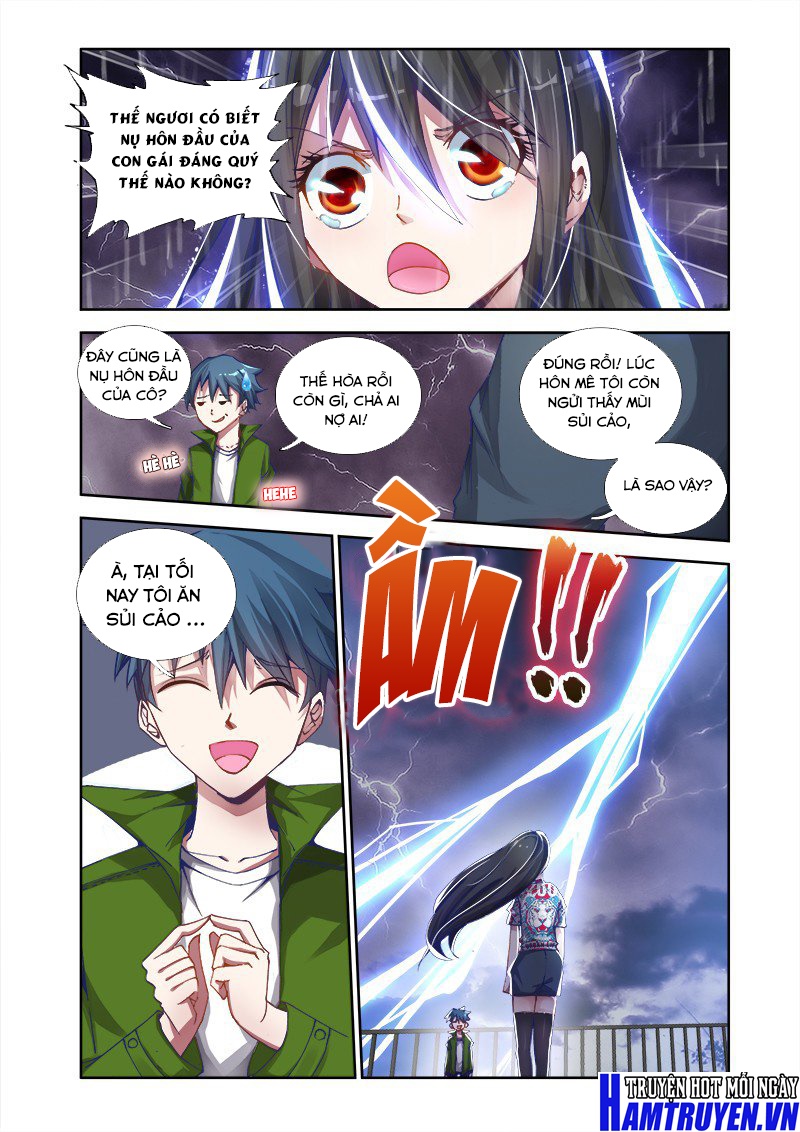 THẾ NGƯƠI CÓ BIẾT
NỤ HÔN ĐẦU CỦA
CON GÁI ĐÁNG QUÝ
THẾ NÀO KHÔNG?
ĐÂY CŨNG LÀ
NỤ HÔN ĐẦU
CỦA CÔ?
HÈ HÈ
HEHE
THẾ HÒA RỒI
CÒN GÌ, CHẢ AI
NỢ AI!
ĐÚNG RỒI! LÚC
HÔN MÊ TÔI CÒN
NGỬI THẤY MÙI
SỦI CẢO,
LÀ SAO VẬY?
À, TẠI TỐI
NAY TÔI ĂN
SỦI CẢO ...
ẦM!!
TRUYỆN HOT MỖI NGÀY
HAMTRUYEN.VN